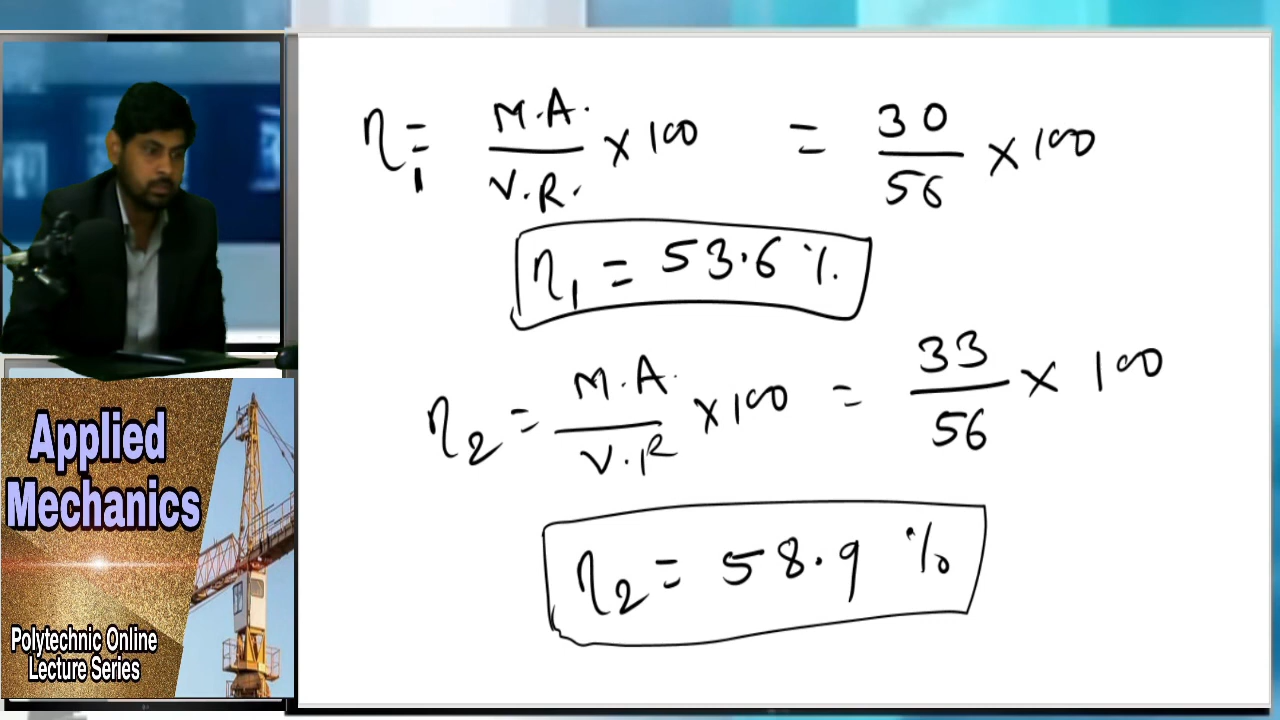 η₁ = M.A. / V.R. × 100 = 30 / 56 × 100
η₁ = 53.6 %
η₂ = M.A. / V.R × 100 = 33 / 56 × 100
η₂ = 58.9 %
Applied
Mechanics
Polytechnic Online
Lecture Series